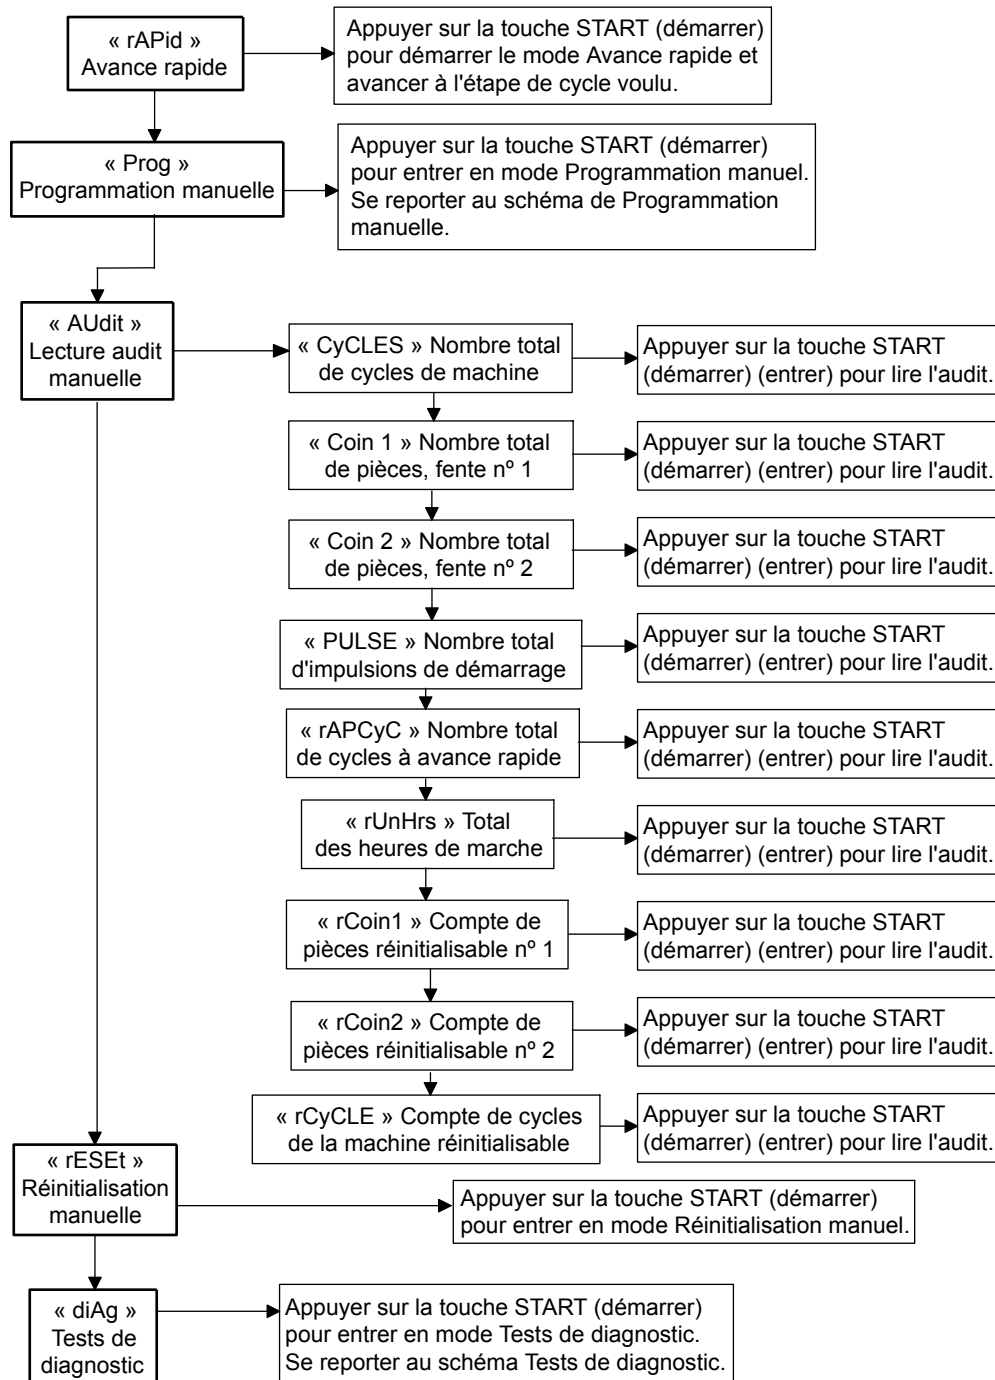 « rAPid »
Avance rapide
Appuyer sur la touche START (démarrer)
pour démarrer le mode Avance rapide et
avancer à l'étape de cycle voulu.
« Prog »
Programmation manuelle
Appuyer sur la touche START (démarrer)
pour entrer en mode Programmation manuel.
Se reporter au schéma de Programmation
manuelle.
« AUdit »
Lecture audit
manuelle
« CyCLES » Nombre total
de cycles de machine
Appuyer sur la touche START
(démarrer) (entrer) pour lire l'audit.
« Coin 1 » Nombre total
de pièces, fente nº 1
Appuyer sur la touche START
(démarrer) (entrer) pour lire l'audit.
« Coin 2 » Nombre total
de pièces, fente nº 2
Appuyer sur la touche START
(démarrer) (entrer) pour lire l'audit.
« PULSE » Nombre total
d'impulsions de démarrage
Appuyer sur la touche START
(démarrer) (entrer) pour lire l'audit.
« rAPCyC » Nombre total
de cycles à avance rapide
Appuyer sur la touche START
(démarrer) (entrer) pour lire l'audit.
« rUnHrs » Total
des heures de marche
Appuyer sur la touche START
(démarrer) (entrer) pour lire l'audit.
« rCoin1 » Compte de
pièces réinitialisable nº 1
Appuyer sur la touche START
(démarrer) (entrer) pour lire l'audit.
« rCoin2 » Compte de
pièces réinitialisable nº 2
Appuyer sur la touche START
(démarrer) (entrer) pour lire l'audit.
« rCyCLE » Compte de cycles
de la machine réinitialisable
Appuyer sur la touche START
(démarrer) (entrer) pour lire l'audit.
« rESEt »
Réinitialisation
manuelle
Appuyer sur la touche START (démarrer)
pour entrer en mode Réinitialisation manuel.
« diAg »
Tests de
diagnostic
Appuyer sur la touche START (démarrer)
pour entrer en mode Tests de diagnostic.
Se reporter au schéma Tests de diagnostic.